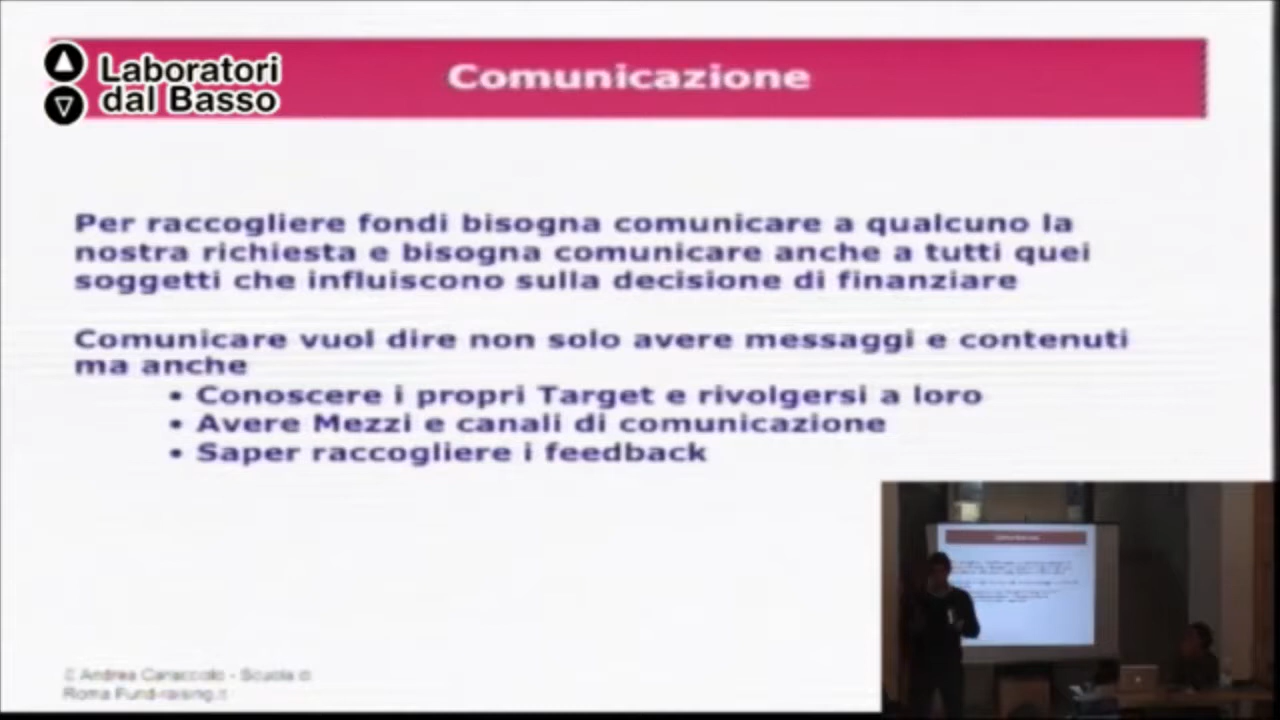 Laboratori
dal Basso
Comunicazione
Per raccogliere fondi bisogna comunicare a qualcuno la
nostra richiesta e bisogna comunicare anche a tutti quei
soggetti che influiscono sulla decisione di finanziare
Comunicare vuol dire non solo avere messaggi e contenuti
ma anche
• Conoscere i propri Target e rivolgersi a loro
• Avere Mezzi e canali di comunicazione
• Saper raccogliere i feedback
Andrea Caracciolo - Scuola di
Roma Fund-raising.it